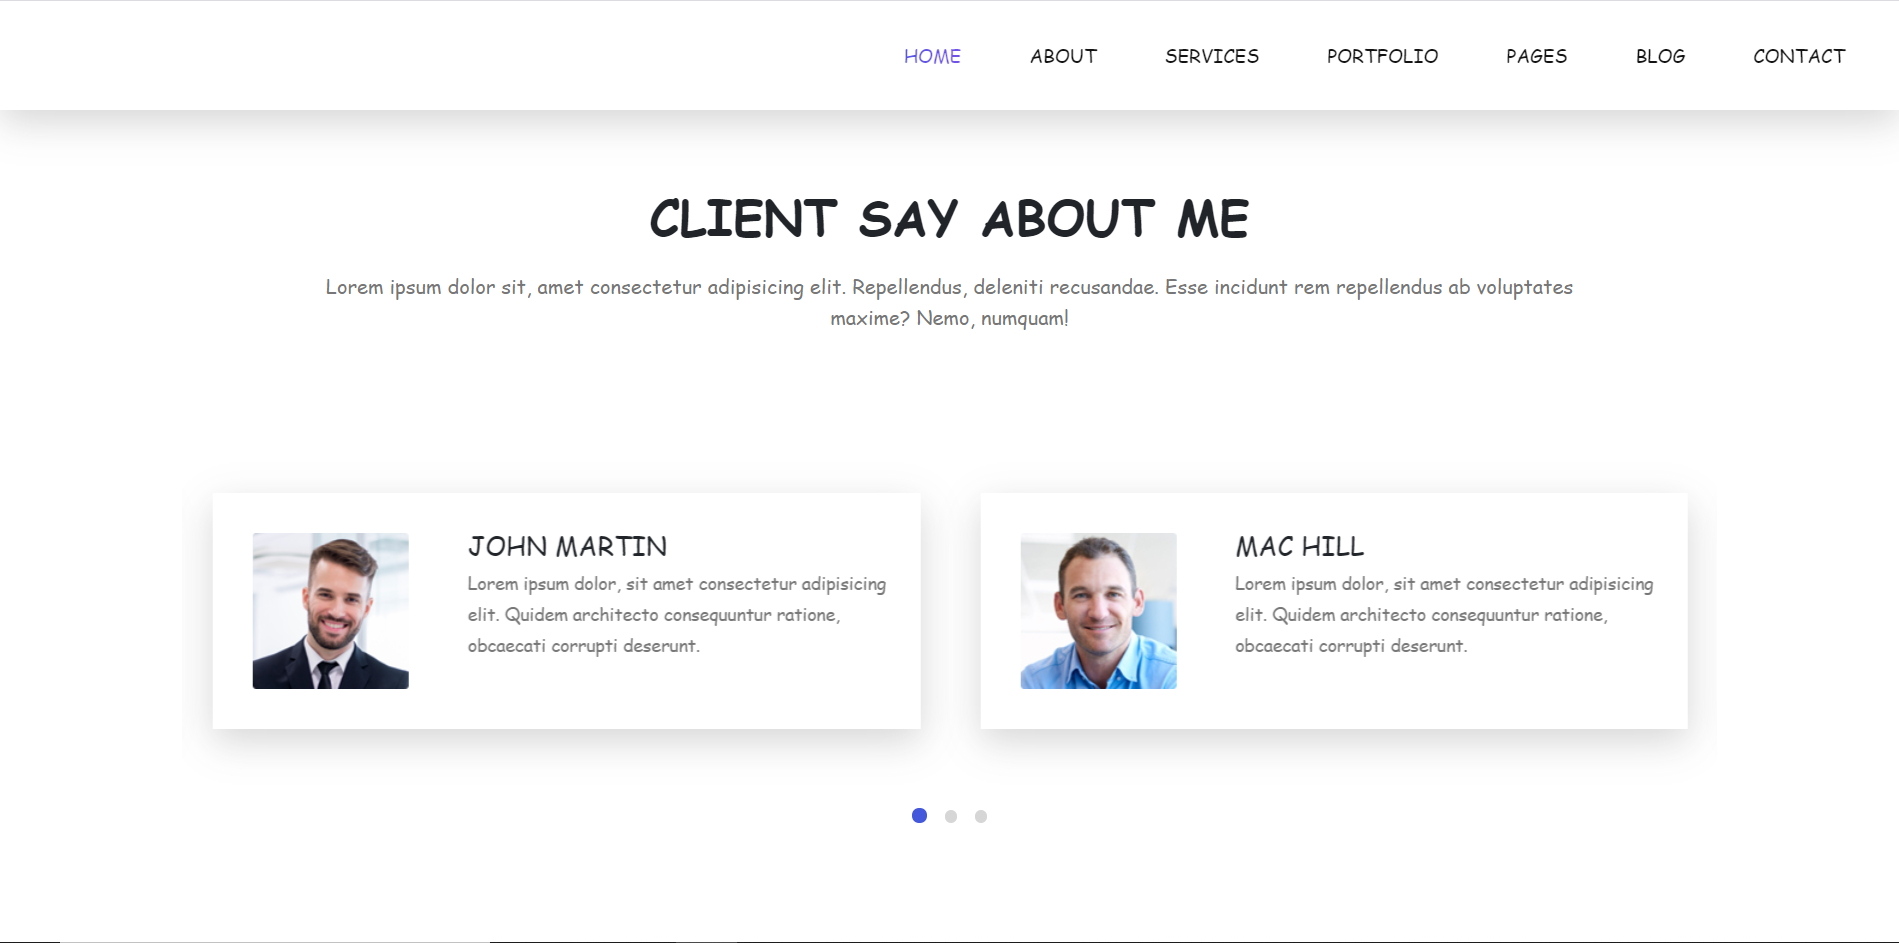 HOME ABOUT SERVICES PORTFOLIO PAGES BLOG CONTACT
CLIENT SAY ABOUT ME
Lorem ipsum dolor sit, amet consectetur adipisicing elit. Repellendus, deleniti recusandae. Esse incidunt rem repellendus ab voluptates
maxime? Nemo, numquam!
JOHN MARTIN
Lorem ipsum dolor, sit amet consectetur adipisicing
elit. Quidem architecto consequuntur ratione,
obcaecati corrupti deserunt.
MAC HILL
Lorem ipsum dolor, sit amet consectetur adipisicing
elit. Quidem architecto consequuntur ratione,
obcaecati corrupti deserunt.